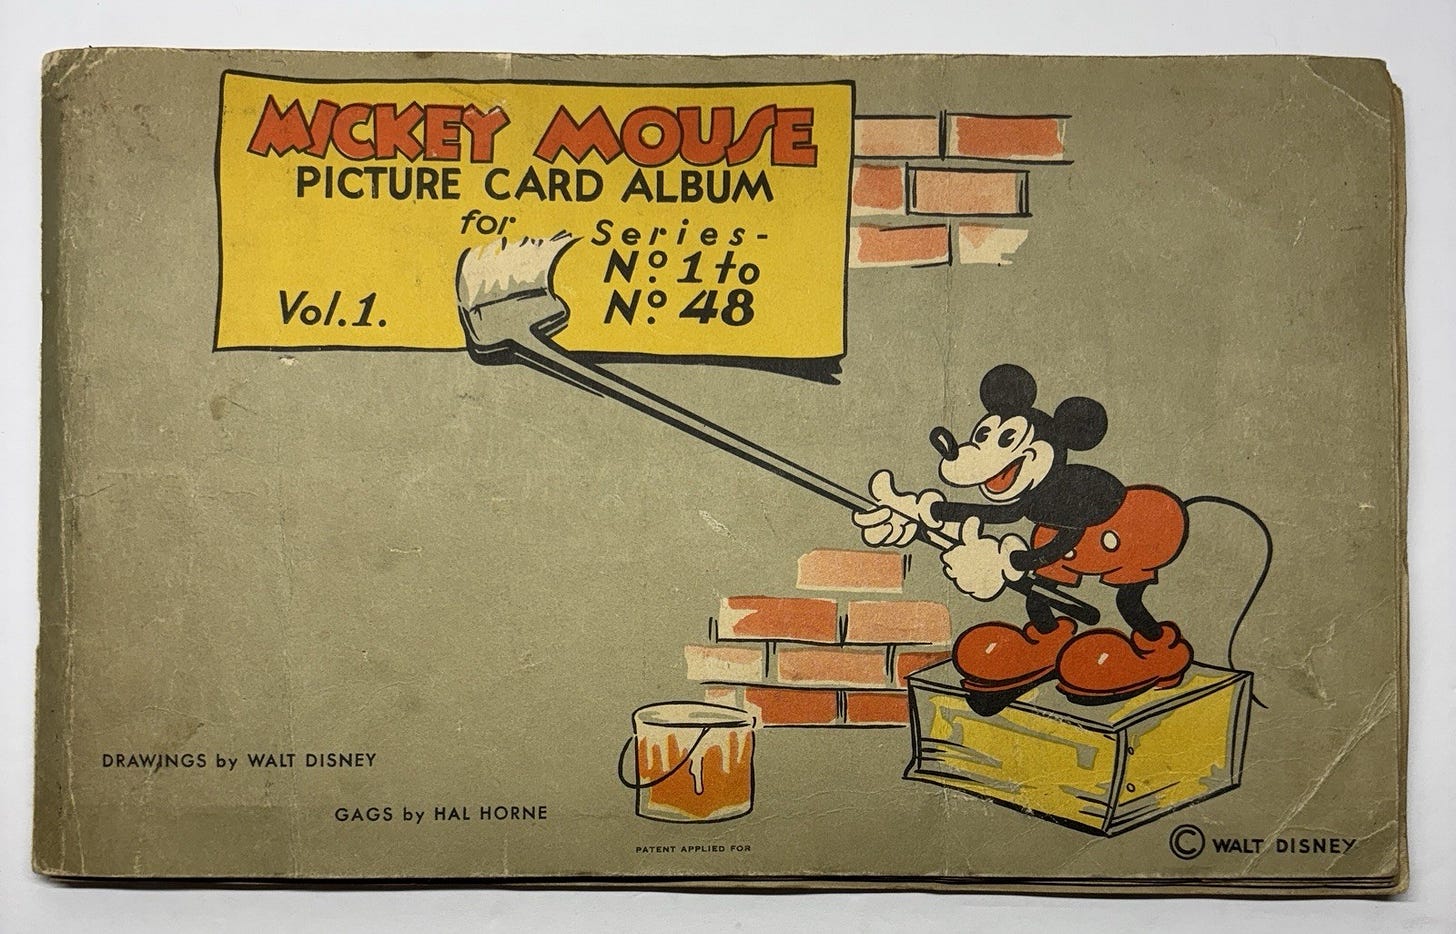 MICKEY MOUSE
PICTURE CARD ALBUM
for Series-
Nº 1 to
Nº 48
Vol. 1.
DRAWINGS by WALT DISNEY
GAGS by HAL HORNE
PATENT APPLIED FOR
© WALT DISNEY